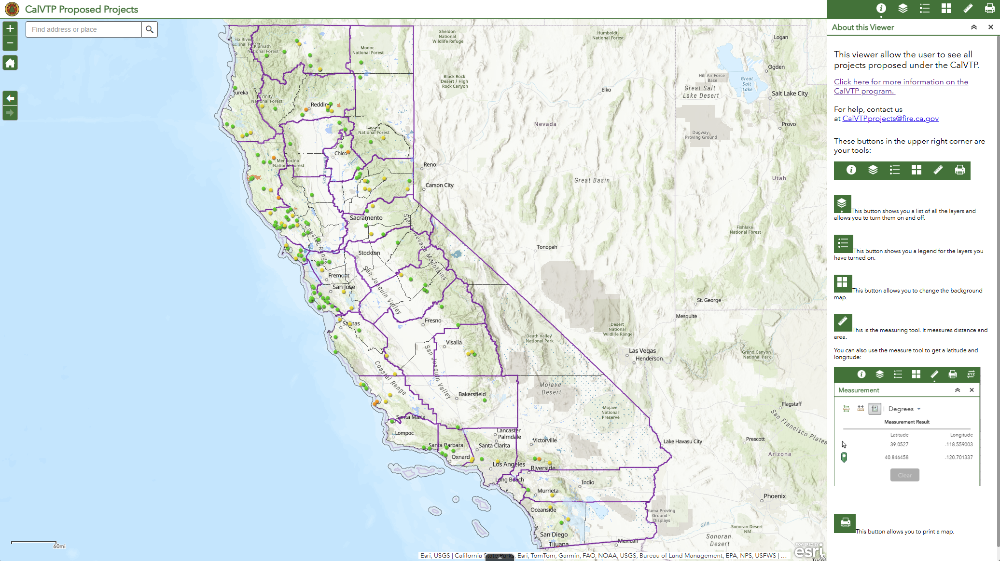 CalVTP Proposed Projects
Find address or place
About this Viewer
This viewer allow the user to see all
projects proposed under the CalVTP.
Click here for more information on the
CalVTP program.
For help, contact us
at CalVTPprojects@fire.ca.gov
These buttons in the upper right corner are
your tools:
This button shows you a list of all the layers and
allows you to turn them on and off.
This button shows you a legend for the layers you
have turned on.
This button allows you to change the background
map.
This is the measuring tool. It measures distance and
area.
You can also use the measure tool to get a latitude and
longitude:
XYZ
Measurement
Degrees
Measurement Result
Latitude Longitude
39.0527 -118.559003
40.846458 -120.701337
Clear
This button allows you to print a map.
Six Rivers
National Forest
Klamath
National Forest
Modoc
National Forest
Sheldon
National
Wildlife Refuge
Humboldt
National Forest
Logan
Ogden
Hill Air Force
Base
Great
Salt
Lake
Great Salt
Lake Desert
Salt Lake City
Black Rock
Desert / High
Rock Canyon
Elko
Eureka
Trinity
National Forest
Redding
Nevada
Provo
Dugway
Proving Ground
Lassen
National Forest
Chico
Feather
Mendocino
National Forest
Reno
Carson City
Great Basin
Utah
Sacramento
Sierra Nevada Mountains
Coastal Range
Fishlake
National Forest
Tonopah
Stockton
San Joaquin Valley
Fremont
San Jose
St. George
Mesquite
Salinas
Fresno
Desert
National
Wildlife Range
Death Valley
National Park
Visalia
San Joaquin Valley
Las Vegas
Henderson
Grand Canyon
National Park
Coastal Range
Mojave
Desert
Bakersfield
Mojave
National
Preserve
Flagstaff
San Francisco Plateau
Santa Maria
Lompoc
Lancaster
Palmdale
Victorville
Lake Havasu City
Prescott
Santa Barbara
Santa Clarita
Oxnard
Arizona
Los Angeles
Riverside
Long Beach
Indio
Murrieta
Phoenix
Oceanside
Yuma Proving
Ground -
Displays
Gila
Sonoran Desert
NM
San Diego
Sonoran
Desert
Tijuana
Mexicali
60mi
Esri, USGS | California State Parks, Esri, TomTom, Garmin, FAO, NOAA, USGS, Bureau of Land Management, EPA, NPS, USFWS | ...
POWERED BY
esri